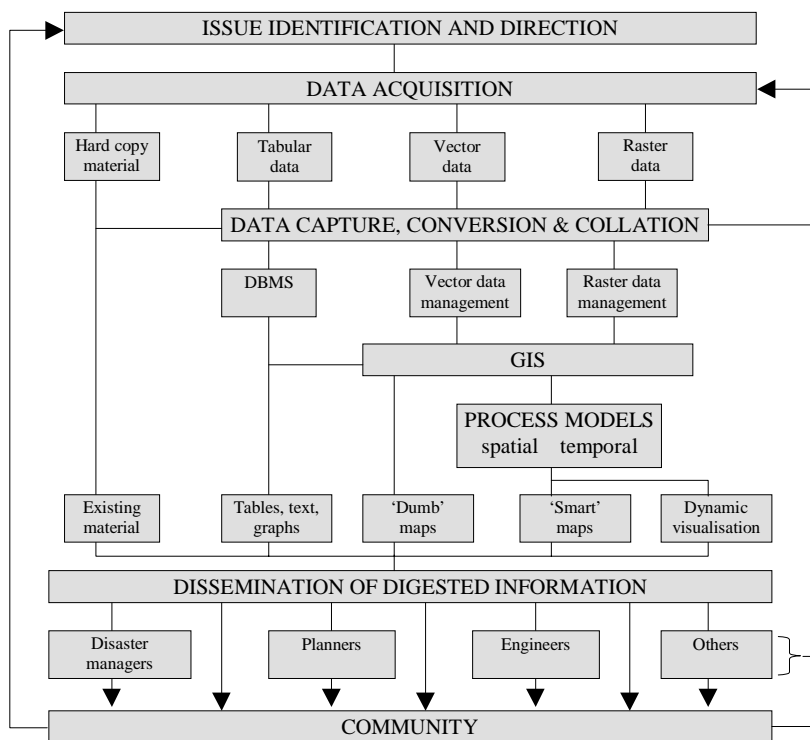 ISSUE IDENTIFICATION AND DIRECTION
DATA ACQUISITION
Hard copy
material
Tabular
data
Vector
data
Raster
data
DATA CAPTURE, CONVERSION & COLLATION
DBMS
Vector data
management
Raster data
management
GIS
PROCESS MODELS
spatial temporal
Existing
material
Tables, text,
graphs
‘Dumb’
maps
‘Smart’
maps
Dynamic
visualisation
DISSEMINATION OF DIGESTED INFORMATION
Disaster
managers
Planners
Engineers
Others
COMMUNITY